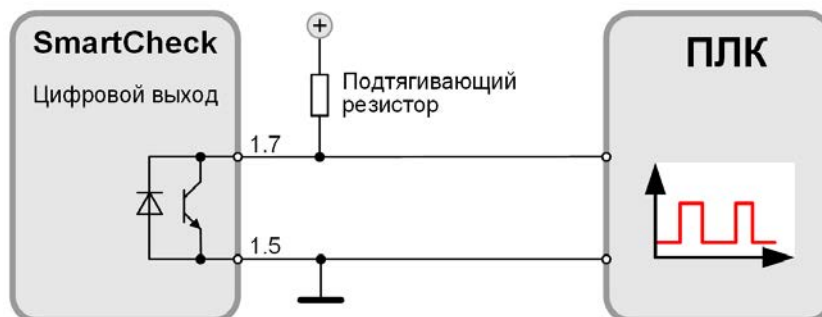 SmartCheck
Цифровой выход
+
Подтягивающий
резистор
ПЛК
1.7
1.5